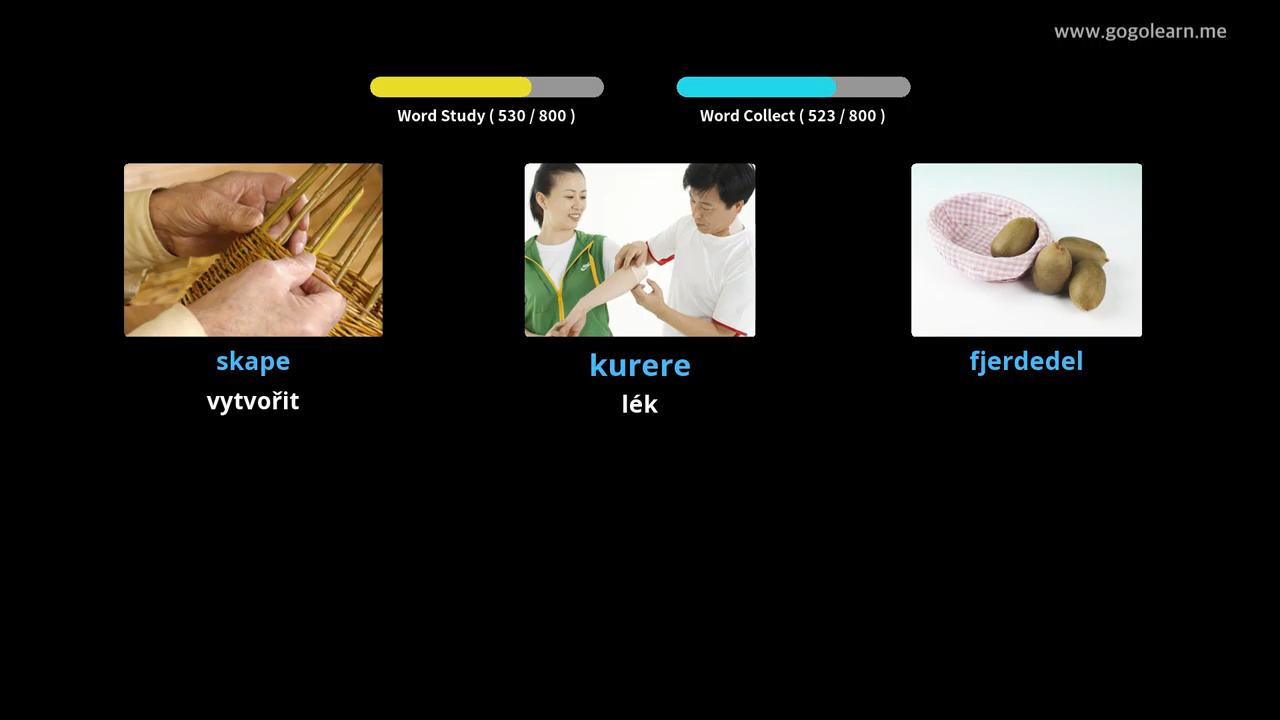 www.gogolearn.me
Word Study ( 530 / 800 )
Word Collect ( 523 / 800 )
skape
vytvořit
kurere
lék
fjerdedel